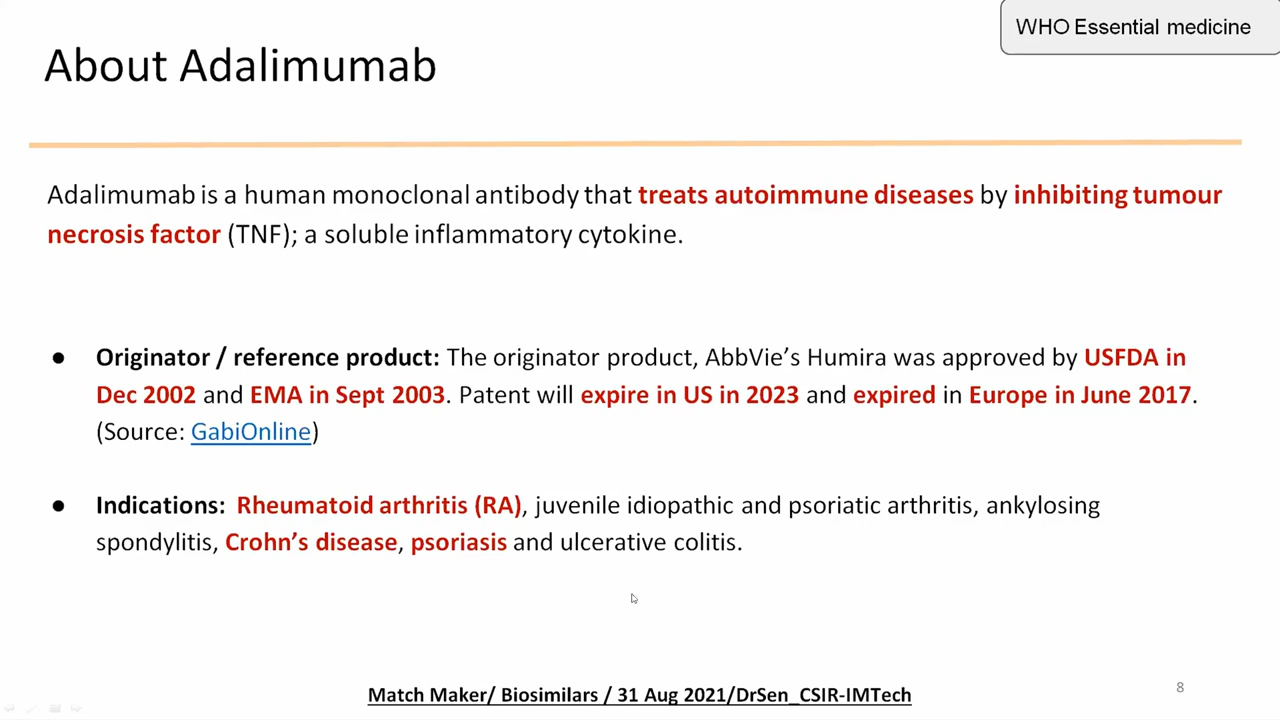 WHO Essential medicine
About Adalimumab
Adalimumab is a human monoclonal antibody that treats autoimmune diseases by inhibiting tumour
necrosis factor (TNF); a soluble inflammatory cytokine.
● Originator / reference product: The originator product, AbbVie’s Humira was approved by USFDA in
Dec 2002 and EMA in Sept 2003. Patent will expire in US in 2023 and expired in Europe in June 2017.
(Source: GabiOnline)
● Indications: Rheumatoid arthritis (RA), juvenile idiopathic and psoriatic arthritis, ankylosing
spondylitis, Crohn’s disease, psoriasis and ulcerative colitis.
Match Maker/ Biosimilars / 31 Aug 2021/DrSen_CSIR-IMTech
8